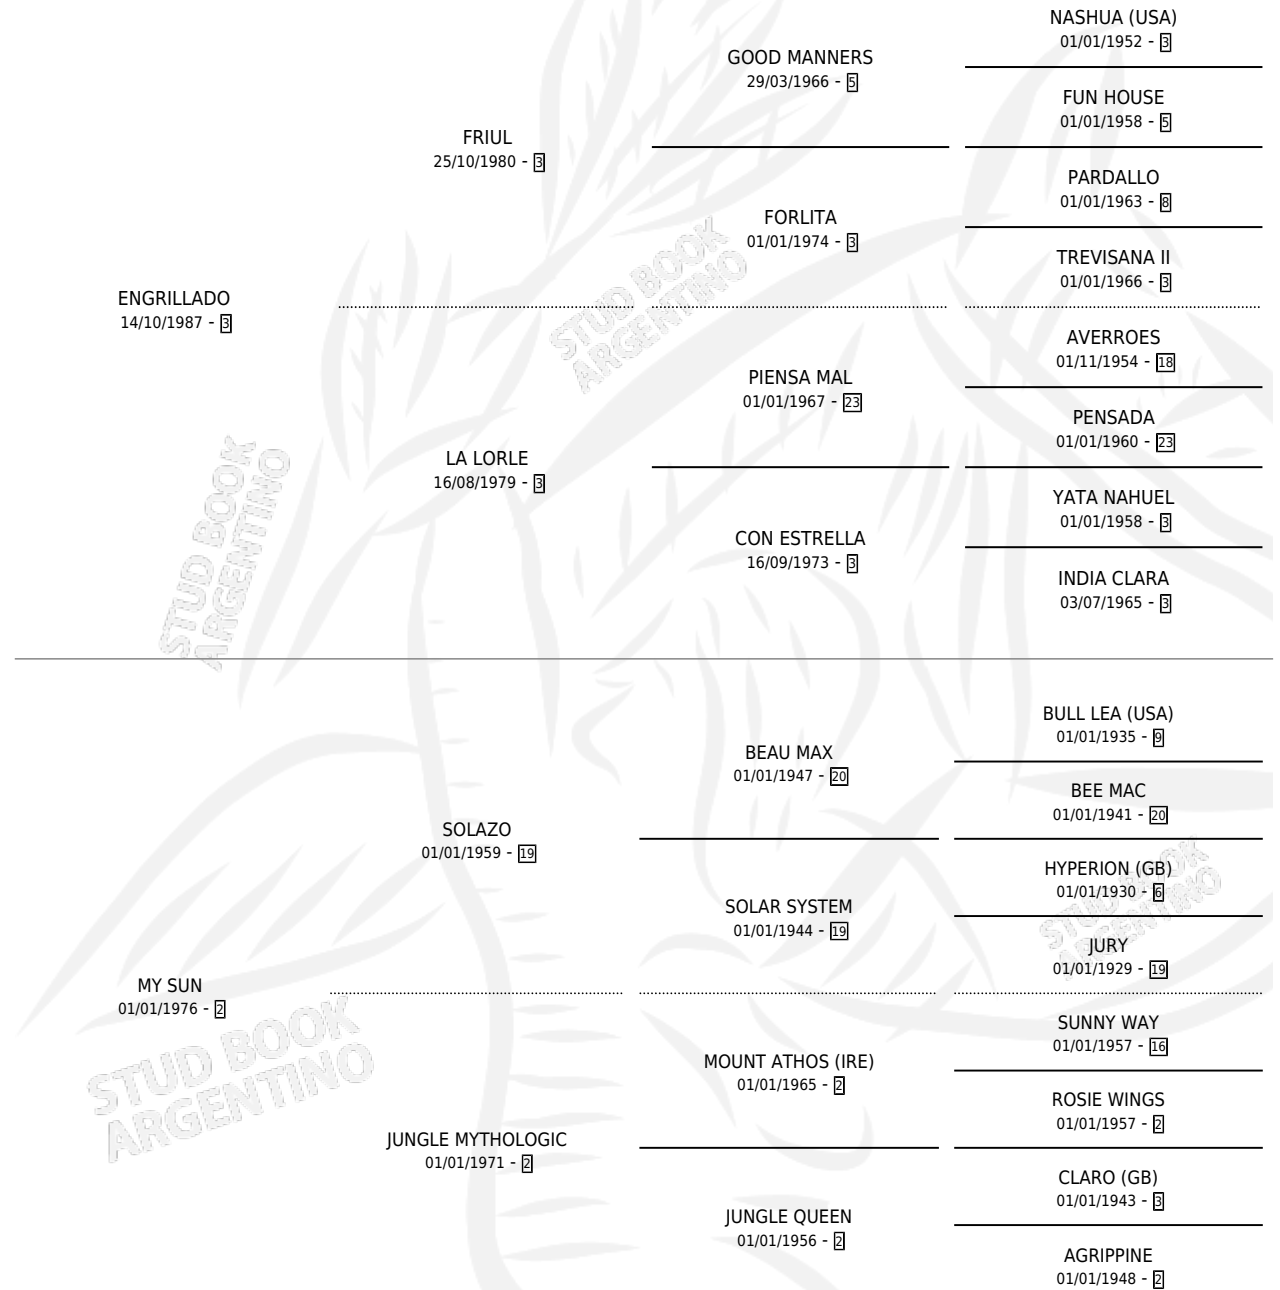 NASHUA (USA)
01/01/1952 - 3
GOOD MANNERS
29/03/1966 - 5
FUN HOUSE
01/01/1958 - 5
FRIUL
25/10/1980 - 3
PARDALLO
01/01/1963 - 8
FORLITA
01/01/1974 - 3
TREVISANA II
01/01/1966 - 3
STUD BOOK
ARGENTINO
ENGRILLADO
14/10/1987 - 3
AVERROES
01/11/1954 - 18
PIENSA MAL
01/01/1967 - 23
PENSADA
01/01/1960 - 23
LA LORLE
16/08/1979 - 3
YATA NAHUEL
01/01/1958 - 3
CON ESTRELLA
16/09/1973 - 3
INDIA CLARA
03/07/1965 - 3
STUD BOOK
ARGENTINO
BULL LEA (USA)
01/01/1935 - 9
BEAU MAX
01/01/1947 - 20
BEE MAC
01/01/1941 - 20
SOLAZO
01/01/1959 - 19
HYPERION (GB)
01/01/1930 - 6
SOLAR SYSTEM
01/01/1944 - 19
JURY
01/01/1929 - 19
STUD BOOK
ARGENTINO
MY SUN
01/01/1976 - 2
SUNNY WAY
01/01/1957 - 16
MOUNT ATHOS (IRE)
01/01/1965 - 2
ROSIE WINGS
01/01/1957 - 2
STUD BOOK
ARGENTINO
JUNGLE MYTHOLOGIC
01/01/1971 - 2
CLARO (GB)
01/01/1943 - 3
JUNGLE QUEEN
01/01/1956 - 2
AGRIPPINE
01/01/1948 - 2